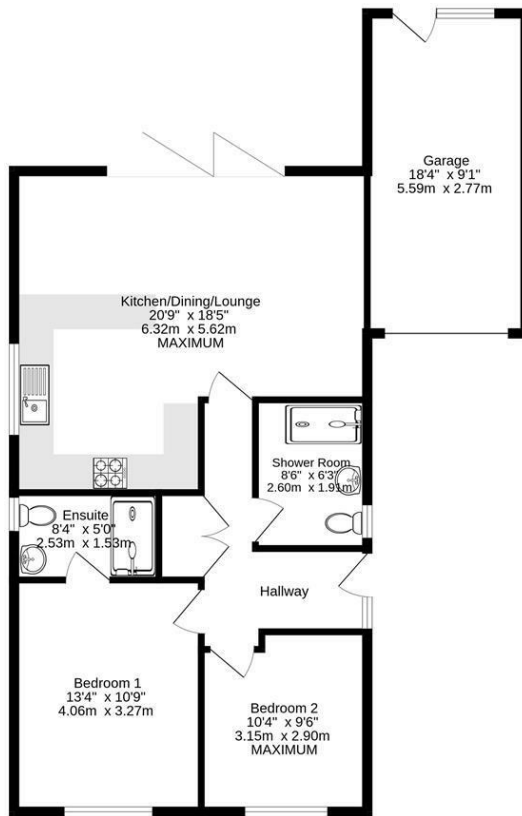 Garage
18'4" x 9'1"
5.59m x 2.77m
Kitchen/Dining/Lounge
20'9" x 18'5"
6.32m x 5.62m
MAXIMUM
Shower Room
8'6" x 6'3"
2.60m x 1.91m
Ensuite
8'4" x 5'0"
2.53m x 1.53m
Hallway
Bedroom 1
13'4" x 10'9"
4.06m x 3.27m
Bedroom 2
10'4" x 9'6"
3.15m x 2.90m
MAXIMUM